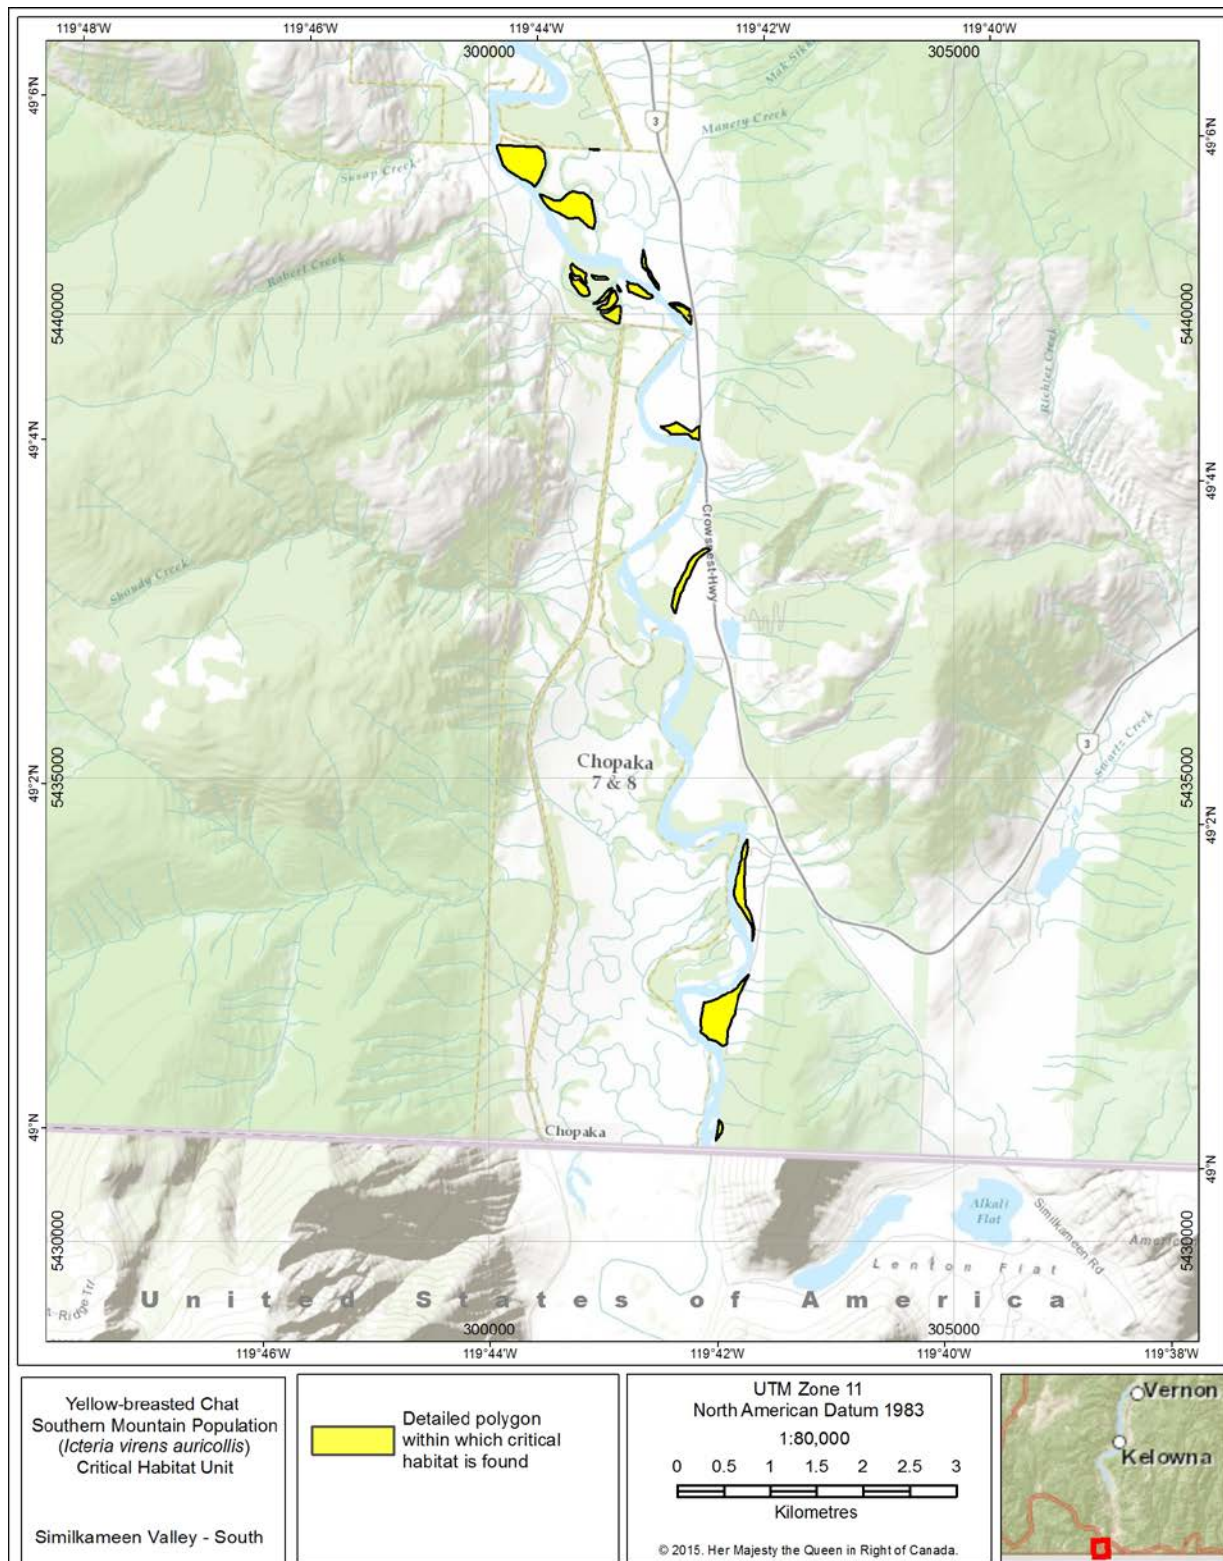 119°48'W 119°46'W 119°44'W 119°42'W 119°40'W
300000 305000
49°6'N
49°6'N
3
Manery Creek
Susap Creek
Robert Creek
5440000
5440000
Richter Creek
49°4'N
49°4'N
Crowsnest Hwy
Shoudy Creek
3
Swartz Creek
Chopaka
7 & 8
49°2'N
5435000
5435000
49°2'N
49°N
Chopaka
49°N
Alkali
Flat
Similkameen Rd
5430000
5430000
Lenton Flat
United States of America
Ridge Trl
300000 305000
119°46'W 119°44'W 119°42'W 119°40'W 119°38'W
Yellow-breasted Chat
Southern Mountain Population
(Icteria virens auricollis)
Critical Habitat Unit
Similkameen Valley - South
Detailed polygon
within which critical
habitat is found
UTM Zone 11
North American Datum 1983
1:80,000
0 0.5 1 1.5 2 2.5 3
Kilometres
© 2015. Her Majesty the Queen in Right of Canada.
Vernon
Kelowna